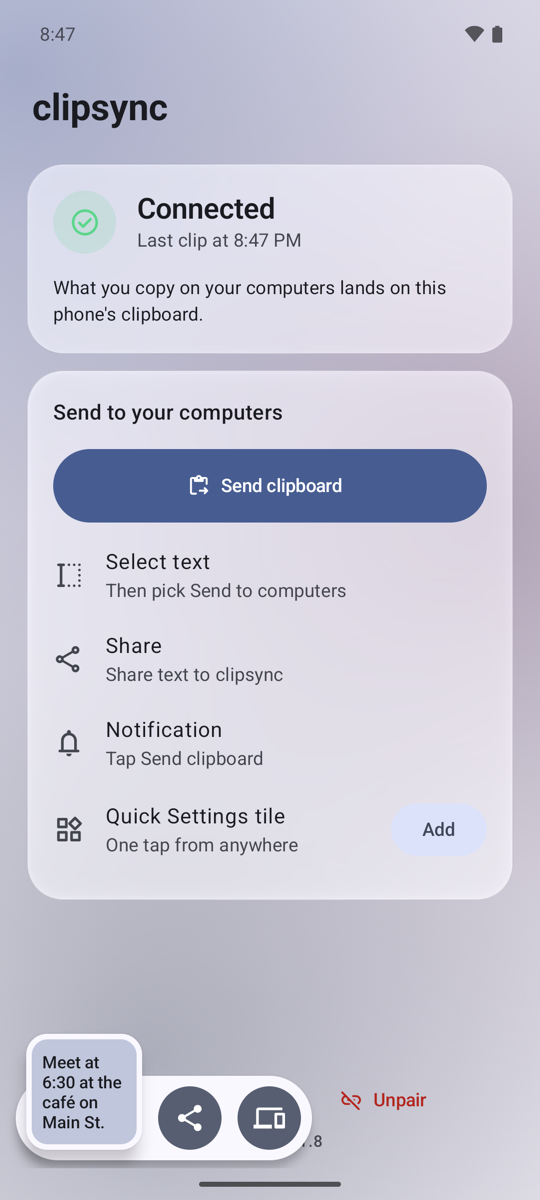 8:47
clipsync
Connected
Last clip at 8:47 PM
What you copy on your computers lands on this
phone's clipboard.
Send to your computers
Send clipboard
Select text
Then pick Send to computers
Share
Share text to clipsync
Notification
Tap Send clipboard
Quick Settings tile
One tap from anywhere
Add
Meet at
6:30 at the
café on
Main St.
Unpair
.8